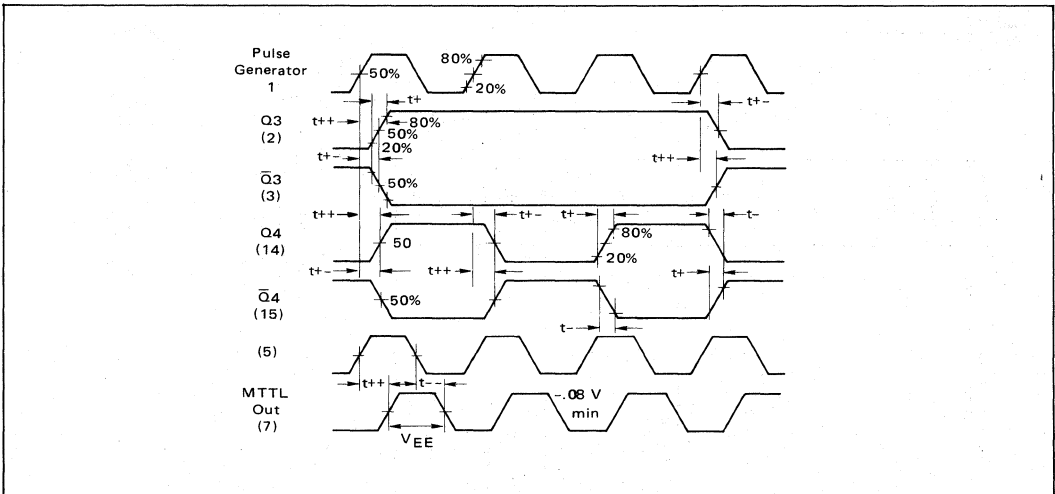 Pulse
Generator
1
50%
80%
20%
t+
t+-
Q3
(2)
t++
80%
50%
20%
t+-
t++
Q̅3
(3)
50%
t++
t+-
t+
t-
Q4
(14)
50
80%
20%
t+-
t++
t+
Q̅4
(15)
50%
t-
(5)
t++
t--
MTTL
Out
(7)
-.08 V
min
VEE